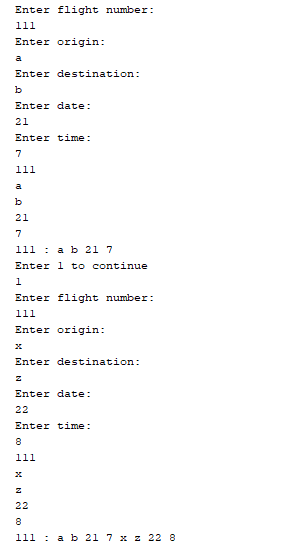 Enter flight number:
111
Enter origin:
a
Enter destination:
b
Enter date:
21
Enter time:
7
111
a
b
21
7
111 : a b 21 7
Enter 1 to continue
1
Enter flight number:
111
Enter origin:
x
Enter destination:
z
Enter date:
22
Enter time:
8
111
x
z
22
8
111 : a b 21 7 x z 22 8